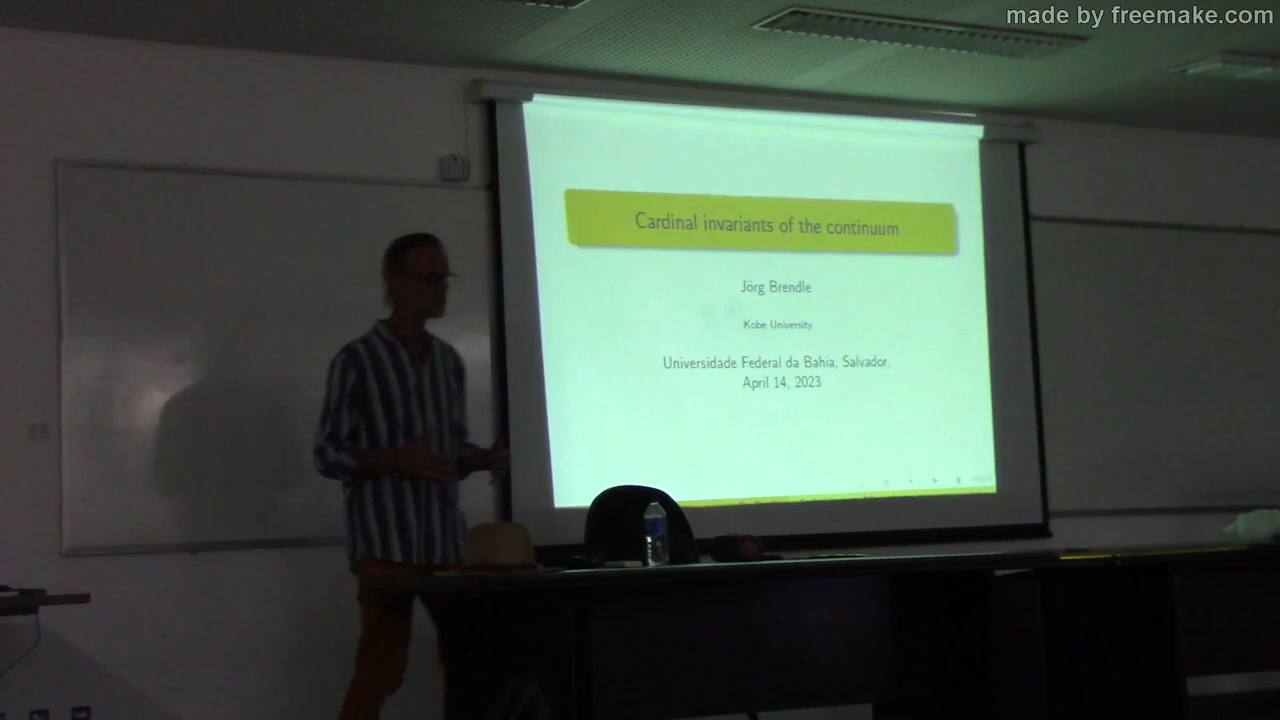 made by freemake.com
Cardinal invariants of the continuum
Jörg Brendle
Kobe University
Universidade Federal da Bahia, Salvador,
April 14, 2023